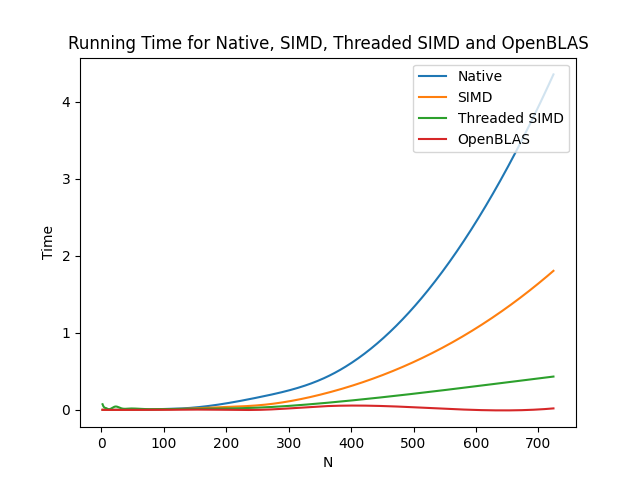 Running Time for Native, SIMD, Threaded SIMD and OpenBLAS
Native
SIMD
Threaded SIMD
OpenBLAS
Time
4
3
2
1
0
0 100 200 300 400 500 600 700
N